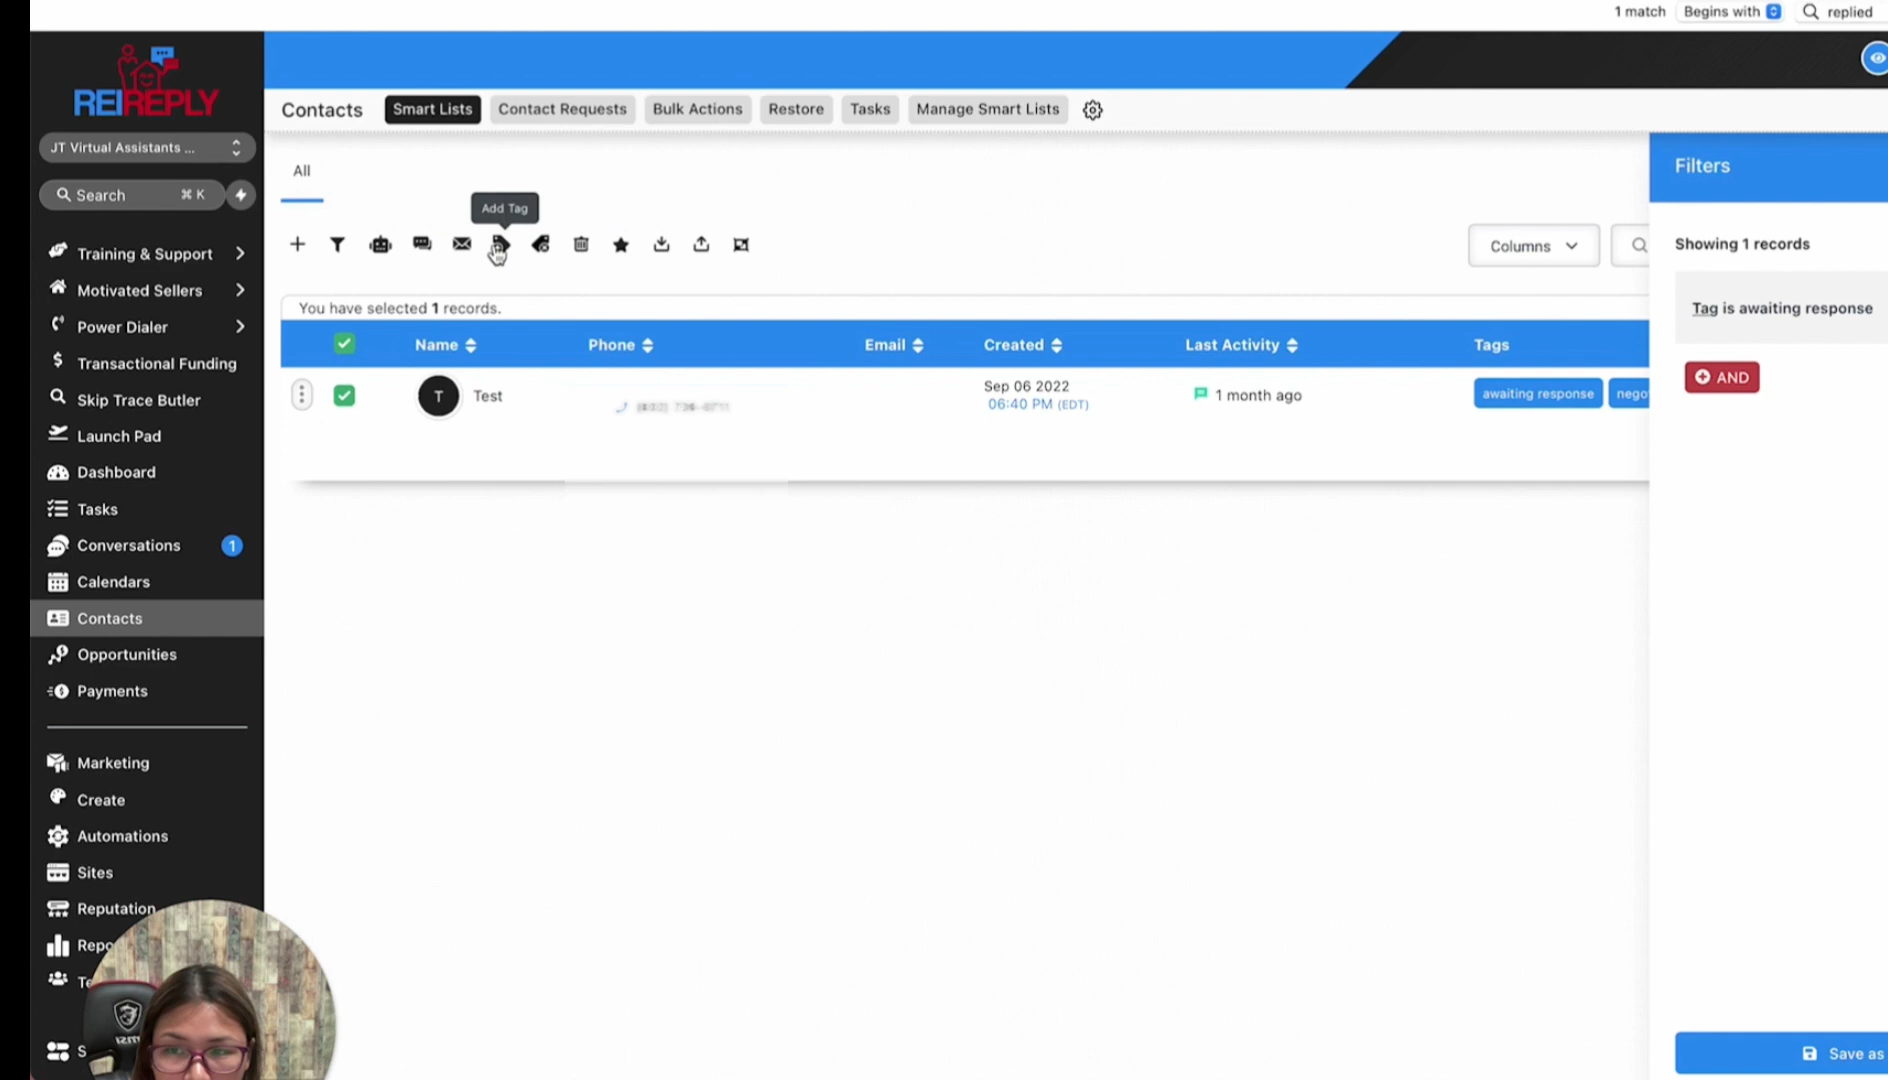 1 match Begins with replied
REIREPLY
Contacts Smart Lists Contact Requests Bulk Actions Restore Tasks Manage Smart Lists
JT Virtual Assistants ...
Search ⌘ K
All
Add Tag
Columns
Filters
Showing 1 records
Tag is awaiting response
AND
You have selected 1 records.
Name Phone Email Created Last Activity Tags
T Test Sep 06 2022 1 month ago awaiting response nego
06:40 PM (EDT)
Training & Support
Motivated Sellers
Power Dialer
Transactional Funding
Skip Trace Butler
Launch Pad
Dashboard
Tasks
Conversations 1
Calendars
Contacts
Opportunities
Payments
Marketing
Create
Automations
Sites
Reputation
Repo
Te
S
Save as